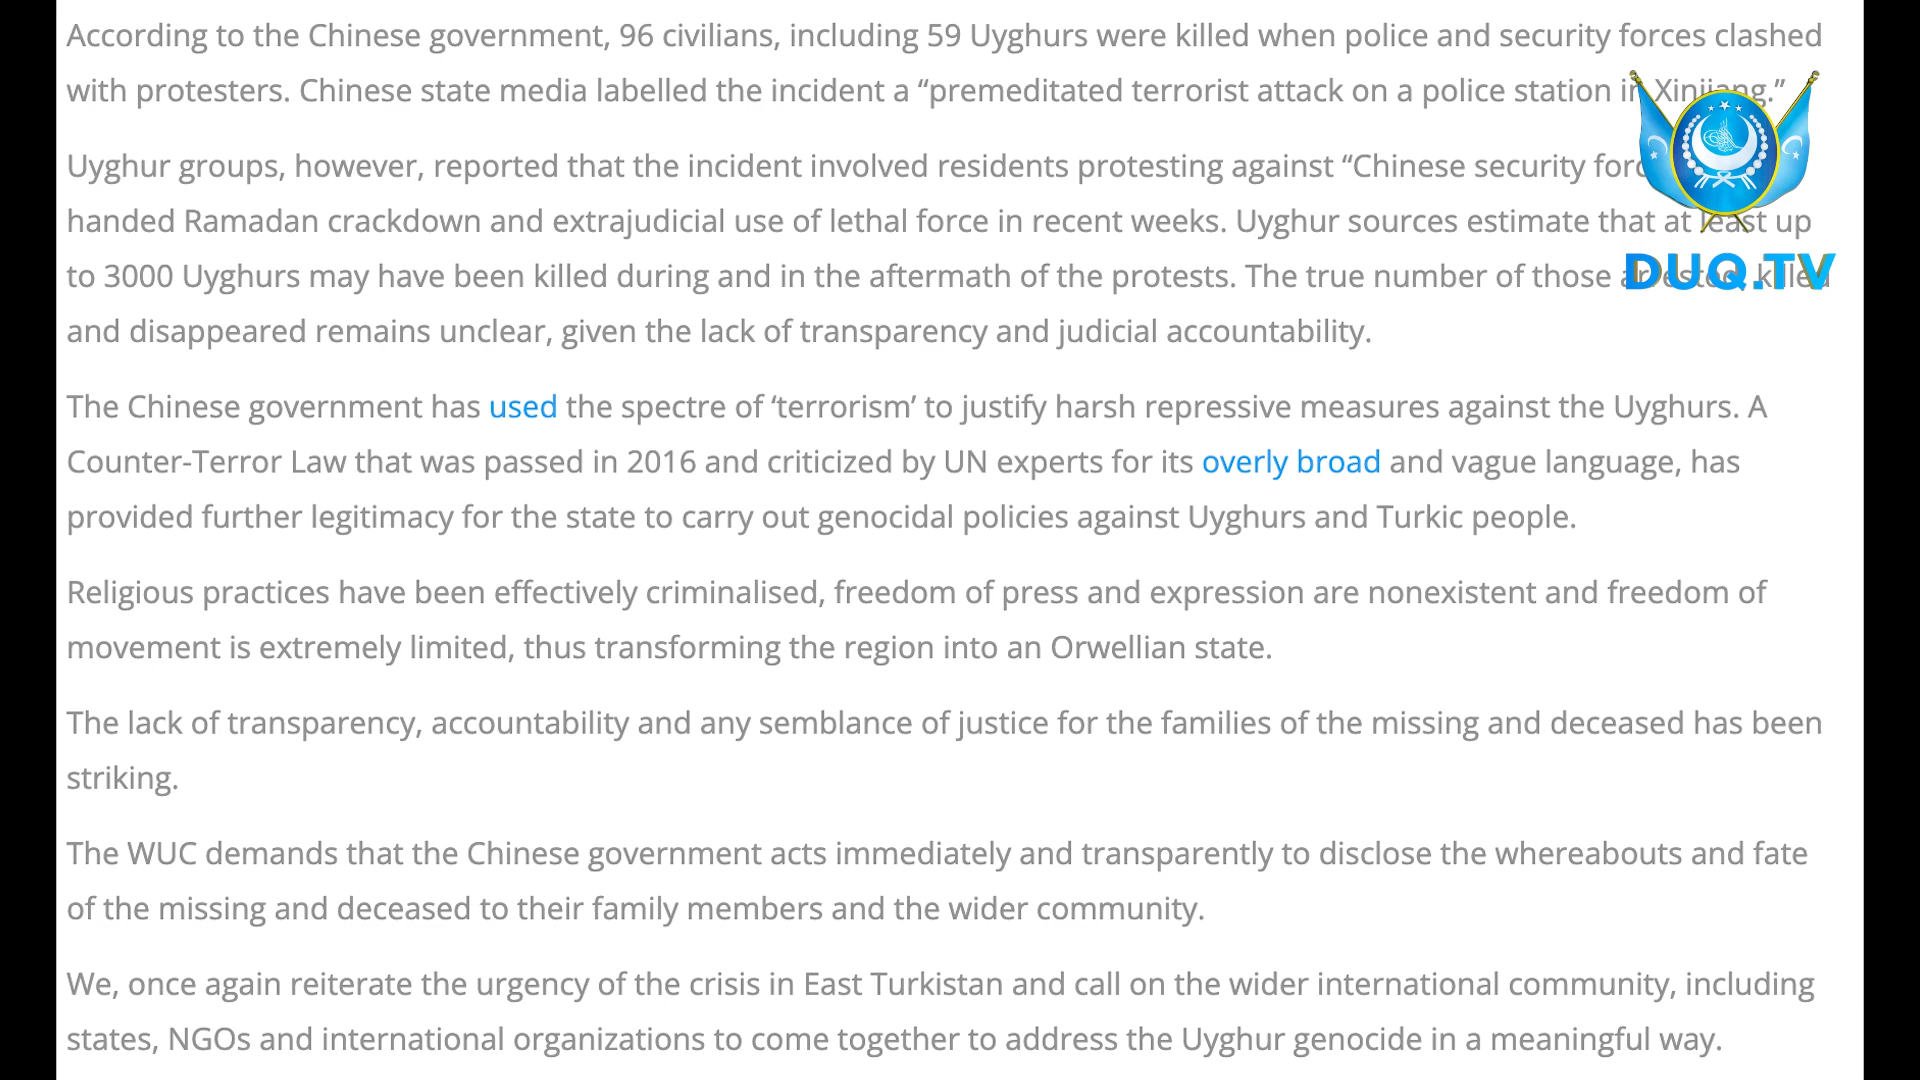 According to the Chinese government, 96 civilians, including 59 Uyghurs were killed when police and security forces clashed
with protesters. Chinese state media labelled the incident a “premeditated terrorist attack on a police station in Xinjiang.”
Uyghur groups, however, reported that the incident involved residents protesting against “Chinese security
handed Ramadan crackdown and extrajudicial use of lethal force in recent weeks. Uyghur sources estimate that at least up
to 3000 Uyghurs may have been killed during and in the aftermath of the protests. The true number of those arrested, killed
DUQ.TV
and disappeared remains unclear, given the lack of transparency and judicial accountability.
The Chinese government has used the spectre of ‘terrorism’ to justify harsh repressive measures against the Uyghurs. A
Counter-Terror Law that was passed in 2016 and criticized by UN experts for its overly broad and vague language, has
provided further legitimacy for the state to carry out genocidal policies against Uyghurs and Turkic people.
Religious practices have been effectively criminalised, freedom of press and expression are nonexistent and freedom of
movement is extremely limited, thus transforming the region into an Orwellian state.
The lack of transparency, accountability and any semblance of justice for the families of the missing and deceased has been
striking.
The WUC demands that the Chinese government acts immediately and transparently to disclose the whereabouts and fate
of the missing and deceased to their family members and the wider community.
We, once again reiterate the urgency of the crisis in East Turkistan and call on the wider international community, including
states, NGOs and international organizations to come together to address the Uyghur genocide in a meaningful way.